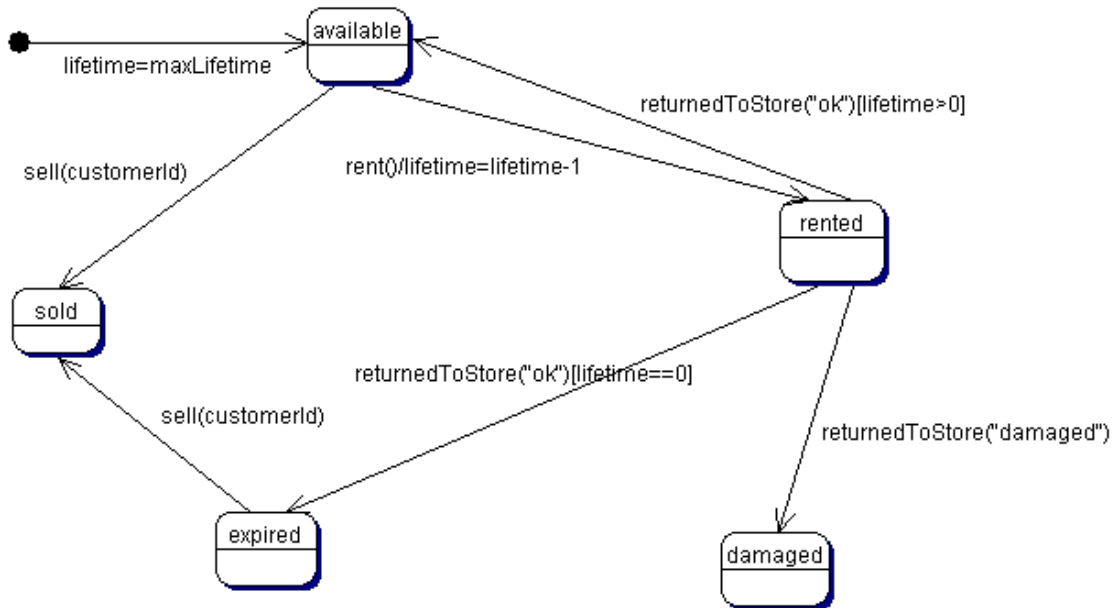 available
lifetime=maxLifetime
returnedToStore("ok")[lifetime>0]
sell(customerId)
rent()/lifetime=lifetime-1
rented
sold
returnedToStore("ok")[lifetime==0]
sell(customerId)
returnedToStore("damaged")
expired
damaged